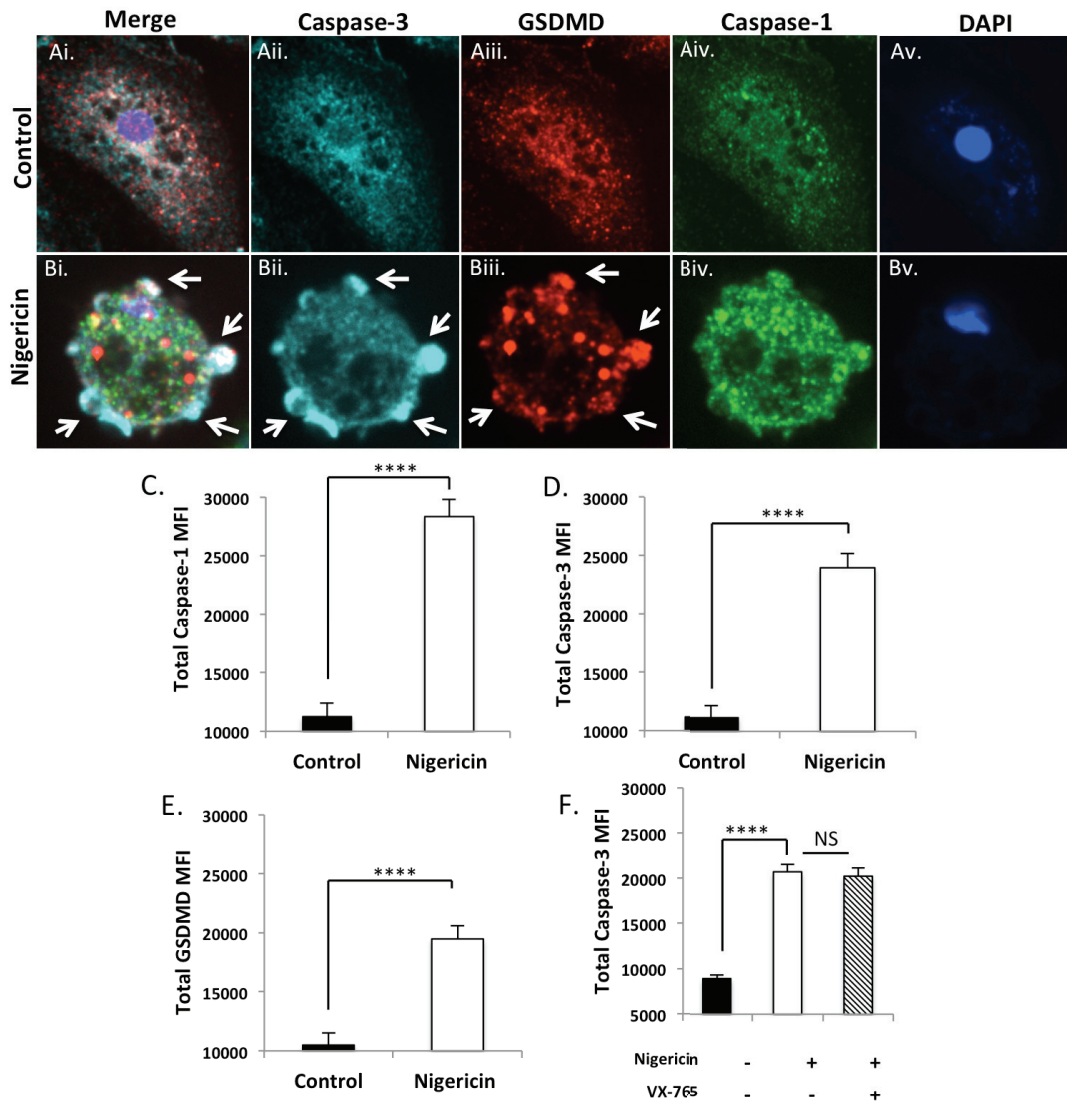 Merge Caspase-3 GSDMD Caspase-1 DAPI
Control
Ai. Aii. Aiii. Aiv. Av.
Nigericin
Bi. Bii. Biii. Biv. Bv.
C.
Total Caspase-1 MFI
30000
25000
20000
15000
10000
****
Control Nigericin
D.
Total Caspase-3 MFI
30000
25000
20000
15000
10000
****
Control Nigericin
E.
Total GSDMD MFI
30000
25000
20000
15000
10000
****
Control Nigericin
F.
Total Caspase-3 MFI
30000
25000
20000
15000
10000
5000
**** NS
Nigericin - + +
VX-765 - - +